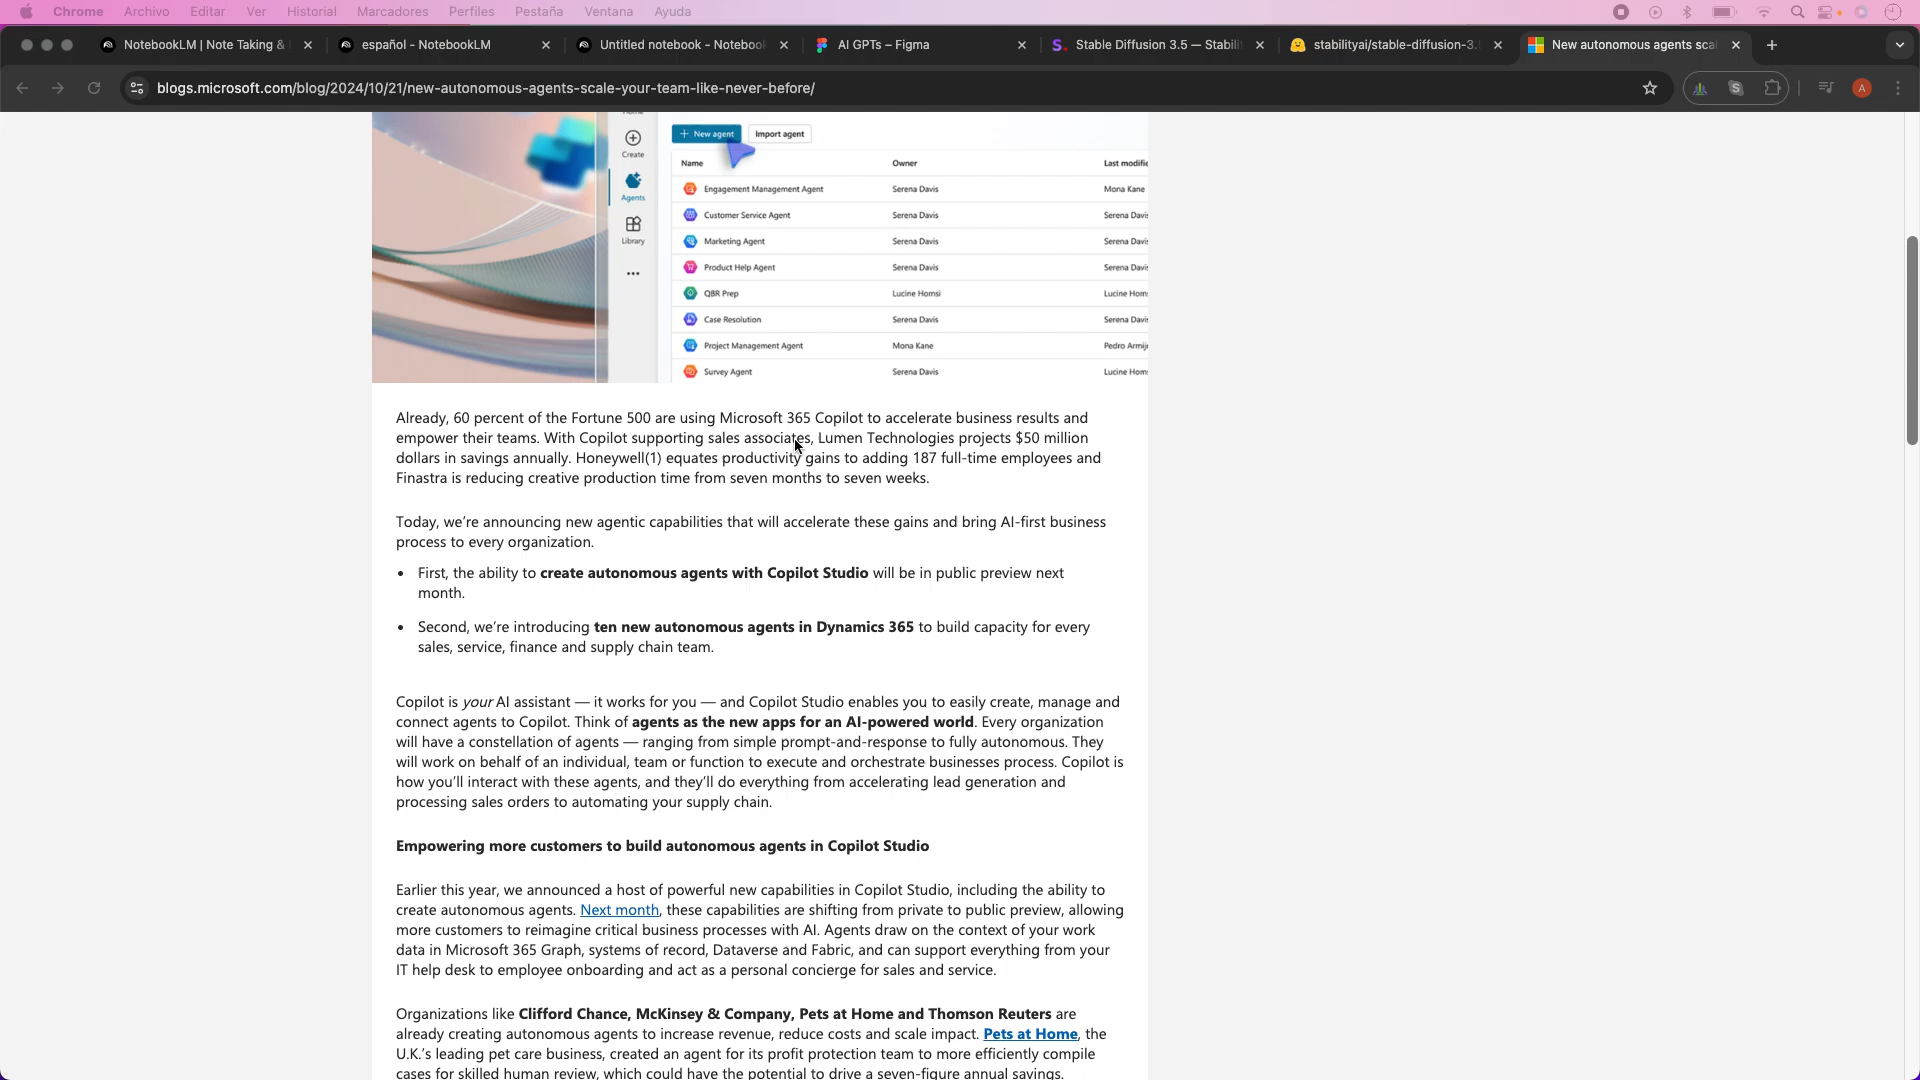 Chrome Archivo Editar Ver Historial Marcadores Perfiles Pestaña Ventana Ayuda
NotebookLM | Note Taking &
español - NotebookLM
Untitled notebook - Notebook
AI GPTs – Figma
Stable Diffusion 3.5 — Stabili
stabilityai/stable-diffusion-3.
New autonomous agents sca
blogs.microsoft.com/blog/2024/10/21/new-autonomous-agents-scale-your-team-like-never-before/
A
Create
Agents
Library
New agent Import agent
Name Owner Last modifie
Engagement Management Agent Serena Davis Mona Kane
Customer Service Agent Serena Davis Serena Davis
Marketing Agent Serena Davis Serena Davis
Product Help Agent Serena Davis Serena Davis
QBR Prep Lucine Homsi Lucine Hom
Case Resolution Serena Davis Serena Davis
Project Management Agent Mona Kane Pedro Armij
Survey Agent Serena Davis Lucine Hom
Already, 60 percent of the Fortune 500 are using Microsoft 365 Copilot to accelerate business results and
empower their teams. With Copilot supporting sales associates, Lumen Technologies projects $50 million
dollars in savings annually. Honeywell(1) equates productivity gains to adding 187 full-time employees and
Finastra is reducing creative production time from seven months to seven weeks.
Today, we’re announcing new agentic capabilities that will accelerate these gains and bring AI-first business
process to every organization.
• First, the ability to create autonomous agents with Copilot Studio will be in public preview next
month.
• Second, we’re introducing ten new autonomous agents in Dynamics 365 to build capacity for every
sales, service, finance and supply chain team.
Copilot is your AI assistant — it works for you — and Copilot Studio enables you to easily create, manage and
connect agents to Copilot. Think of agents as the new apps for an AI-powered world. Every organization
will have a constellation of agents — ranging from simple prompt-and-response to fully autonomous. They
will work on behalf of an individual, team or function to execute and orchestrate businesses process. Copilot is
how you’ll interact with these agents, and they’ll do everything from accelerating lead generation and
processing sales orders to automating your supply chain.
Empowering more customers to build autonomous agents in Copilot Studio
Earlier this year, we announced a host of powerful new capabilities in Copilot Studio, including the ability to
create autonomous agents. Next month, these capabilities are shifting from private to public preview, allowing
more customers to reimagine critical business processes with AI. Agents draw on the context of your work
data in Microsoft 365 Graph, systems of record, Dataverse and Fabric, and can support everything from your
IT help desk to employee onboarding and act as a personal concierge for sales and service.
Organizations like Clifford Chance, McKinsey & Company, Pets at Home and Thomson Reuters are
already creating autonomous agents to increase revenue, reduce costs and scale impact. Pets at Home, the
U.K.’s leading pet care business, created an agent for its profit protection team to more efficiently compile
cases for skilled human review, which could have the potential to drive a seven-figure annual savings.